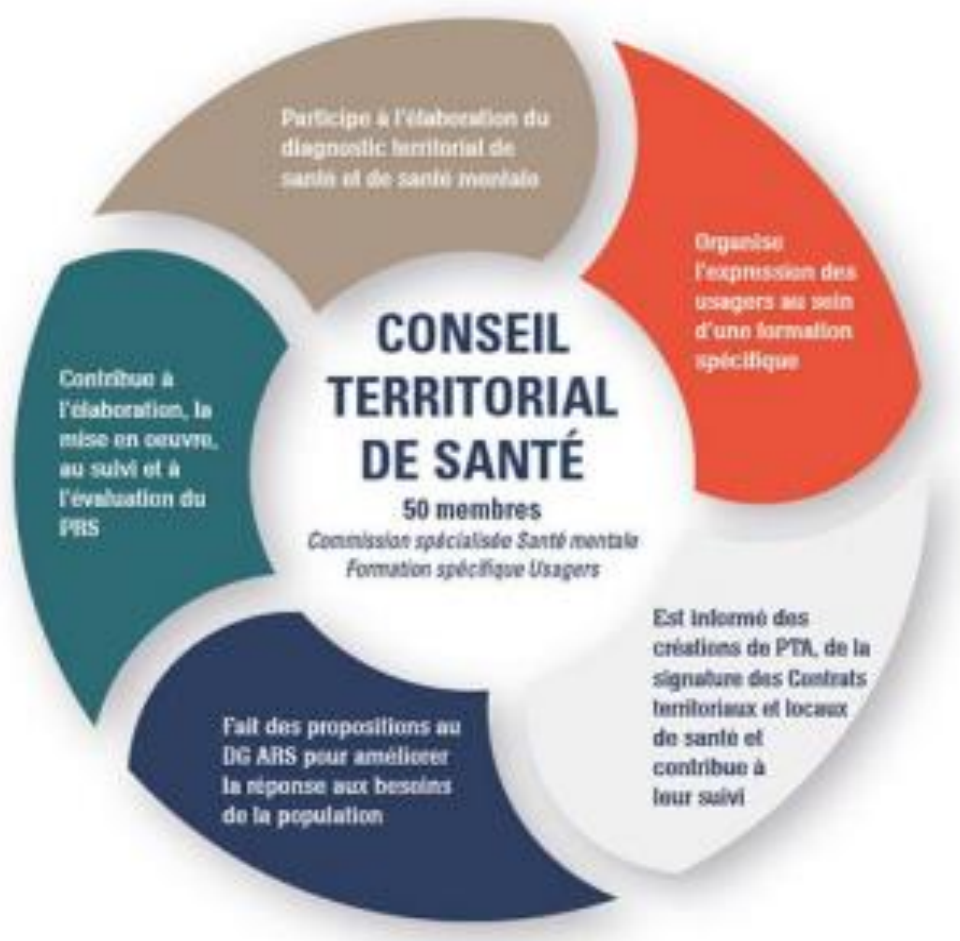 CONSEIL
TERRITORIAL
DE SANTÉ
50 membres
Commission spécialisée Santé mentale
Formation spécifique Usagers
Participe à l'élaboration du
diagnostic territorial de
santé et de santé mentale
Organise
l'expression des
usagers au sein
d'une formation
spécifique
Est informé des
créations de PTA, de la
signature des Contrats
territoriaux et locaux
de santé et
contribue à
leur suivi
Fait des propositions au
DG ARS pour améliorer
la réponse aux besoins
de la population
Contribue à
l'élaboration, la
mise en oeuvre,
au suivi et à
l'évaluation du
PRS